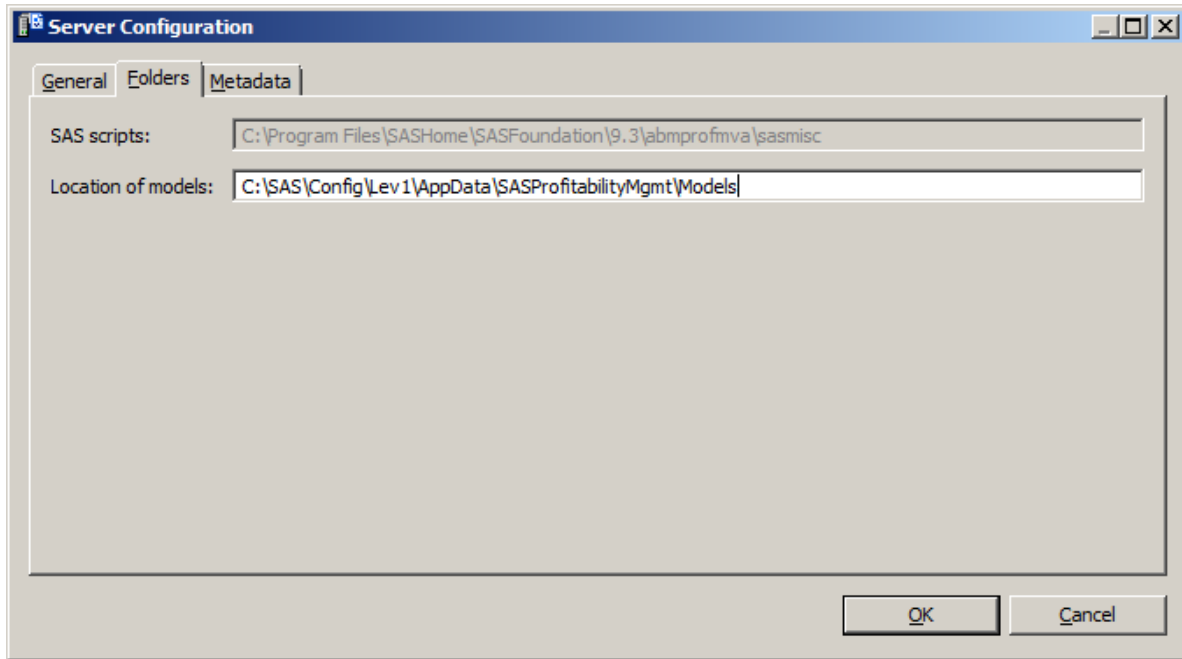 Server Configuration
General Folders Metadata
SAS scripts: C:\Program Files\SASHome\SASFoundation\9.3\abmprofmva\sasmisc
Location of models: C:\SAS\Config\Lev1\AppData\SASProfitabilityMgmt\Models
OK Cancel